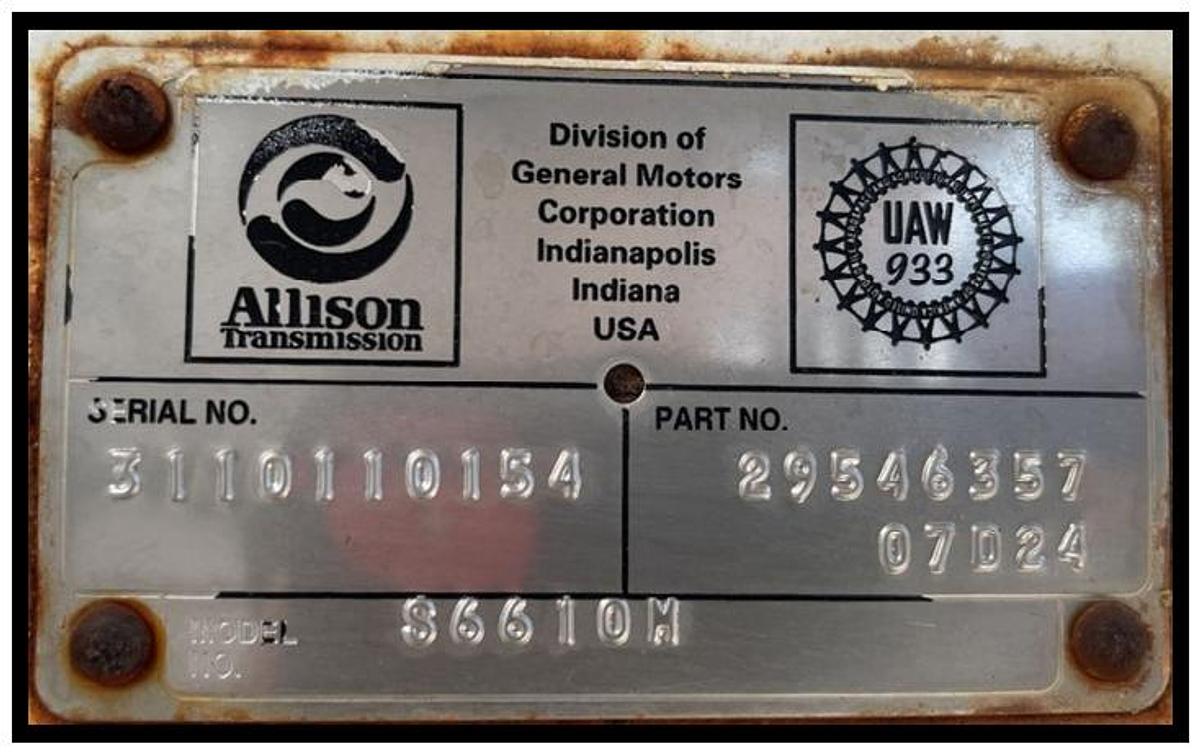 Allison
Transmission
Division of
General Motors
Corporation
Indianapolis
Indiana
USA
UAW
933
SERIAL NO.
3110110154
PART NO.
29546357
07D24
MODEL
NO.
S6610M